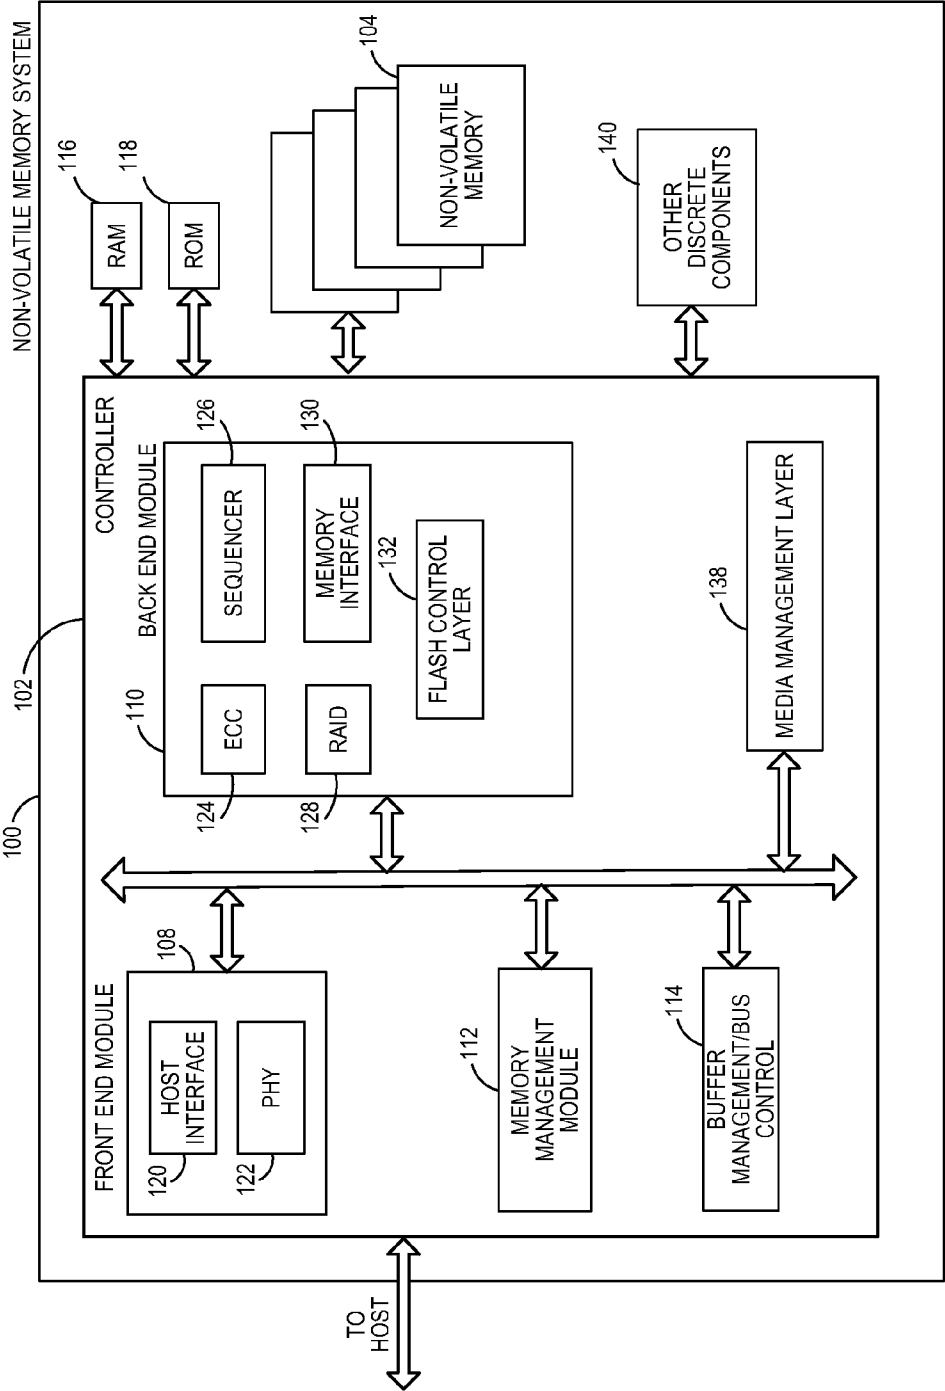 NON-VOLATILE MEMORY SYSTEM
100
102
CONTROLLER
FRONT END MODULE
108
HOST
INTERFACE
120
PHY
122
MEMORY
MANAGEMENT
MODULE
112
BUFFER
MANAGEMENT/BUS
CONTROL
114
BACK END MODULE
110
ECC
124
SEQUENCER
126
RAID
128
MEMORY
INTERFACE
130
FLASH CONTROL
LAYER
132
MEDIA MANAGEMENT LAYER
138
RAM
116
ROM
118
NON-VOLATILE
MEMORY
104
OTHER
DISCRETE
COMPONENTS
140
TO
HOST